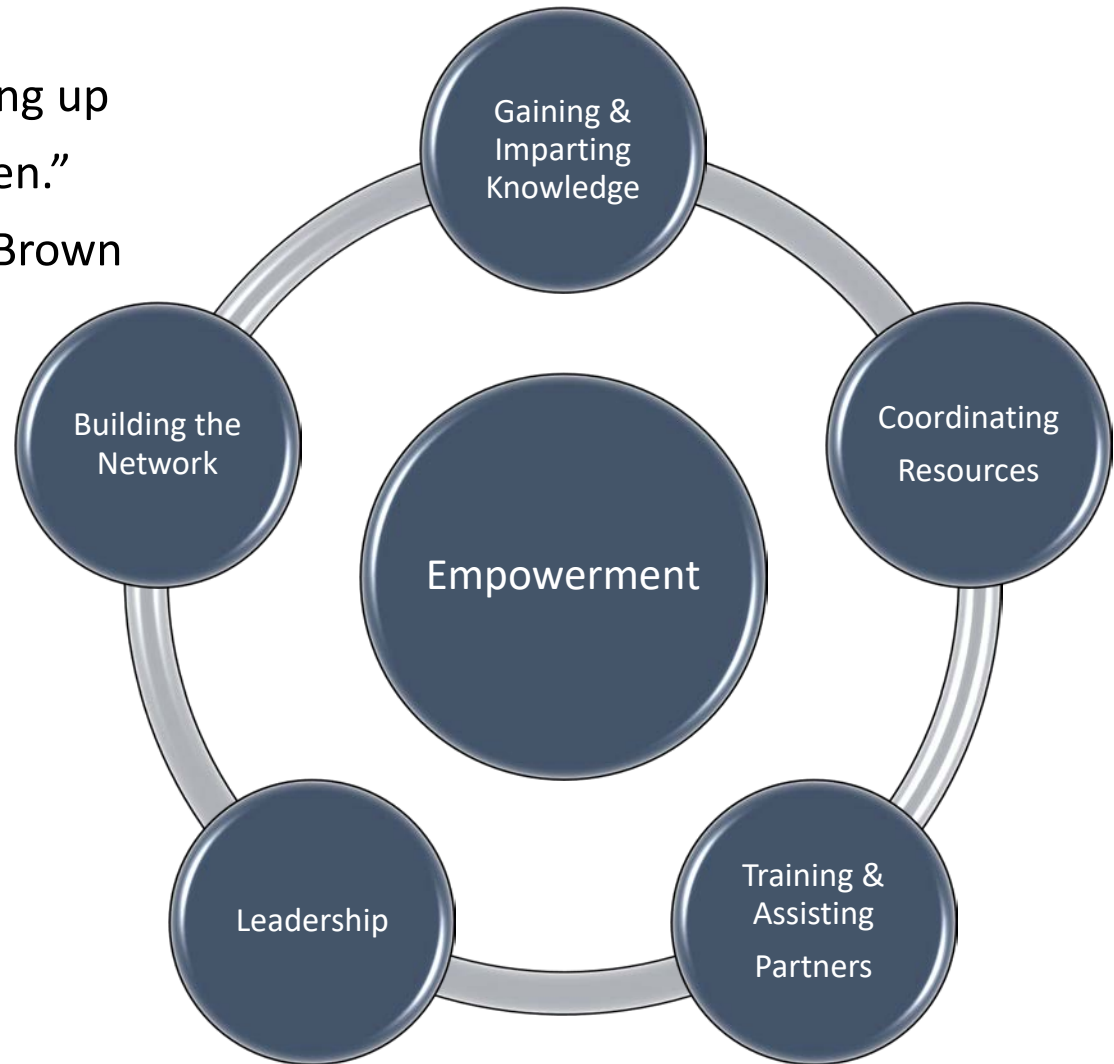 ng up
en.”
Brown
Gaining &
Imparting
Knowledge
Coordinating
Resources
Training &
Assisting
Partners
Leadership
Building the
Network
Empowerment